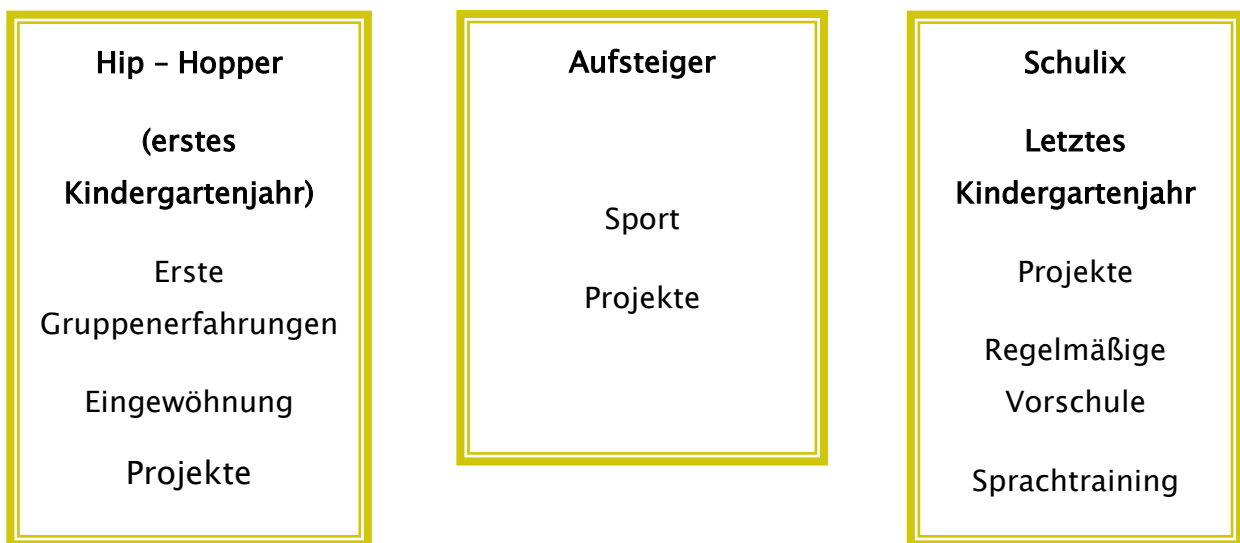 Hip – Hopper
(erstes
Kindergartenjahr)
Erste
Gruppenerfahrungen
Eingewöhnung
Projekte
Aufsteiger
Sport
Projekte
Schulix
Letztes
Kindergartenjahr
Projekte
Regelmäßige
Vorschule
Sprachtraining